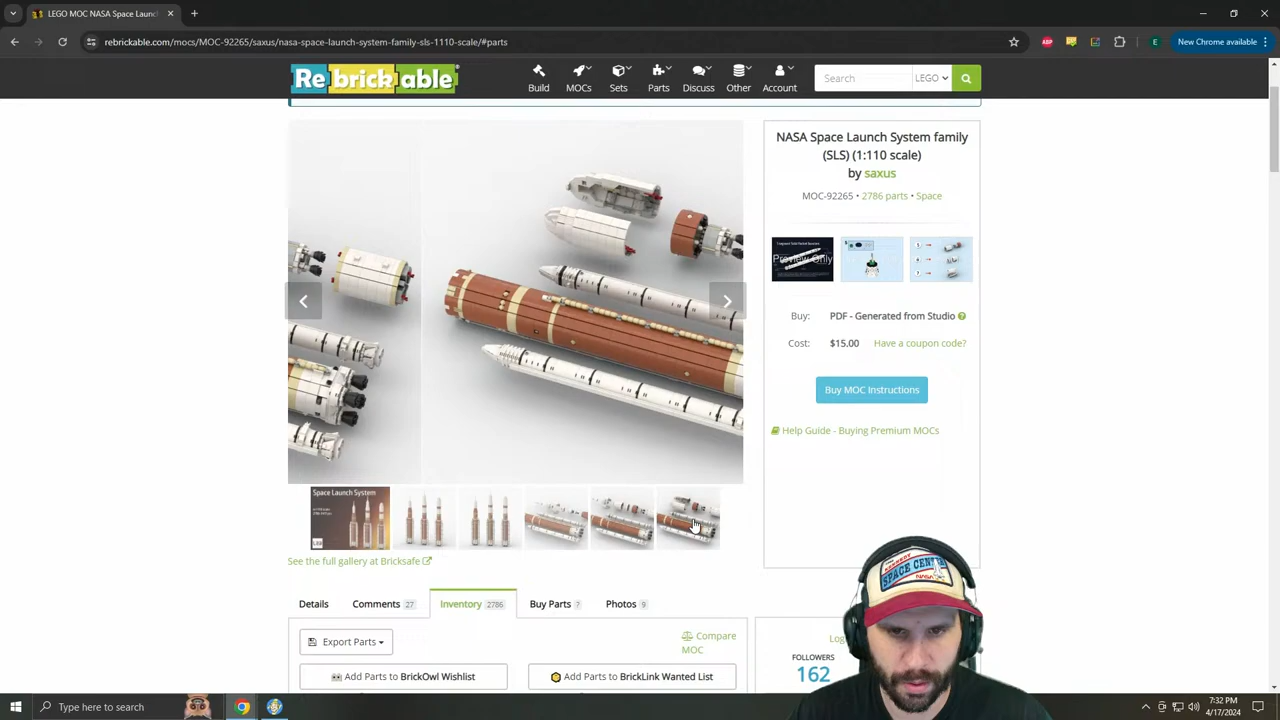 LEGO MOC NASA Space Launch
rebrickable.com/mocs/MOC-92265/saxus/nasa-space-launch-system-family-sls-1110-scale/#parts
ABP
E
New Chrome available
Rebrickable
Build
MOCs
Sets
Parts
Discuss
Other
Account
Search
LEGO
NASA Space Launch System family
(SLS) (1:110 scale)
by saxus
MOC-92265 • 2786 parts • Space
Preview Only
Buy: PDF - Generated from Studio
Cost: $15.00 Have a coupon code?
Buy MOC Instructions
Help Guide - Buying Premium MOCs
Space Launch System
See the full gallery at Bricksafe
Details
Comments 27
Inventory 2786
Buy Parts 7
Photos 9
Export Parts
Compare
MOC
Add Parts to BrickOwl Wishlist
Add Parts to BrickLink Wanted List
FOLLOWERS
162
KENNEDY
SPACE CENTER
NASA
Type here to search
7:32 PM
4/17/2024